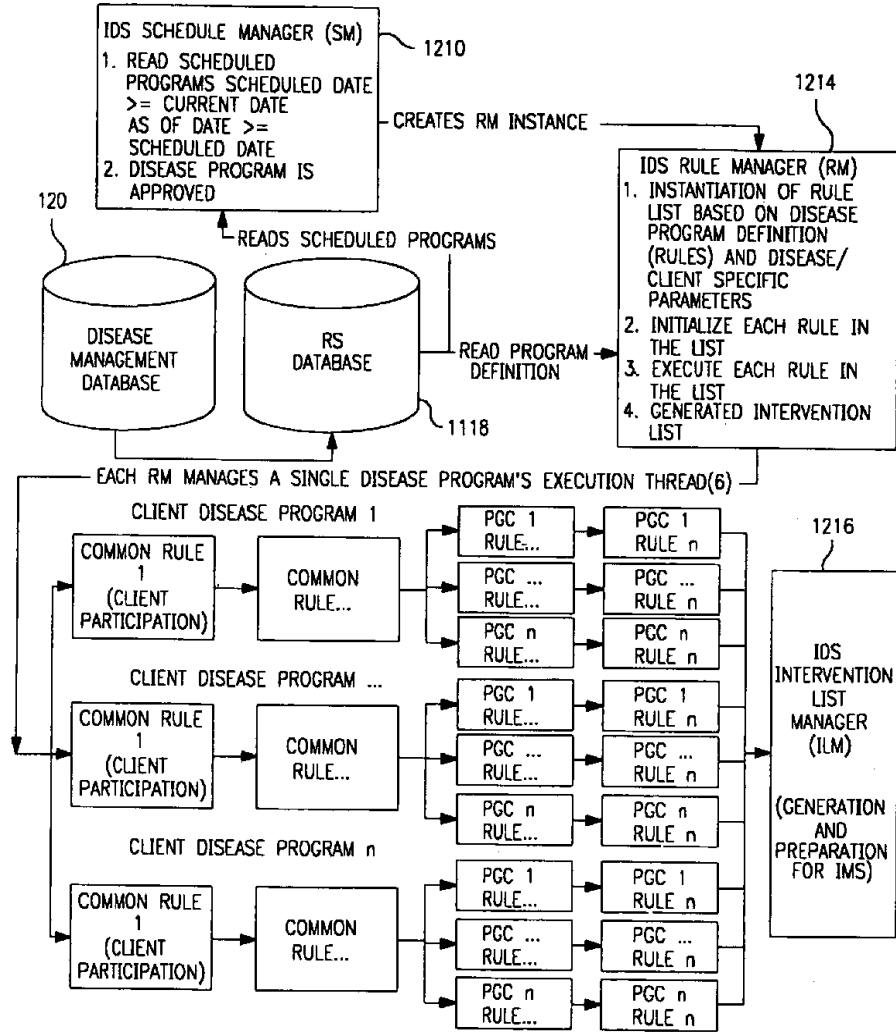 IDS SCHEDULE MANAGER (SM)
1. READ SCHEDULED
PROGRAMS SCHEDULED DATE
>= CURRENT DATE
AS OF DATE >=
SCHEDULED DATE
2. DISEASE PROGRAM IS
APPROVED
1210
CREATES RM INSTANCE
1214
IDS RULE MANAGER (RM)
1. INSTANTIATION OF RULE
LIST BASED ON DISEASE
PROGRAM DEFINITION
(RULES) AND DISEASE/
CLIENT SPECIFIC
PARAMETERS
2. INITIALIZE EACH RULE IN
THE LIST
3. EXECUTE EACH RULE IN
THE LIST
4. GENERATED INTERVENTION
LIST
120
READS SCHEDULED PROGRAMS
DISEASE
MANAGEMENT
DATABASE
RS
DATABASE
READ PROGRAM
DEFINITION
1118
EACH RM MANAGES A SINGLE DISEASE PROGRAM'S EXECUTION THREAD(6)
CLIENT DISEASE PROGRAM 1
COMMON RULE
1
(CLIENT
PARTICIPATION)
COMMON
RULE...
PGC 1
RULE...
PGC 1
RULE n
PGC ...
RULE...
PGC ...
RULE n
PGC n
RULE...
PGC n
RULE n
CLIENT DISEASE PROGRAM ...
COMMON RULE
1
(CLIENT
PARTICIPATION)
COMMON
RULE...
PGC 1
RULE...
PGC 1
RULE n
PGC ...
RULE...
PGC ...
RULE n
PGC n
RULE...
PGC n
RULE n
CLIENT DISEASE PROGRAM n
COMMON RULE
1
(CLIENT
PARTICIPATION)
COMMON
RULE...
PGC 1
RULE...
PGC 1
RULE n
PGC ...
RULE...
PGC ...
RULE n
PGC n
RULE...
PGC n
RULE n
1216
IDS
INTERVENTION
LIST
MANAGER
(ILM)
(GENERATION
AND
PREPARATION
FOR IMS)